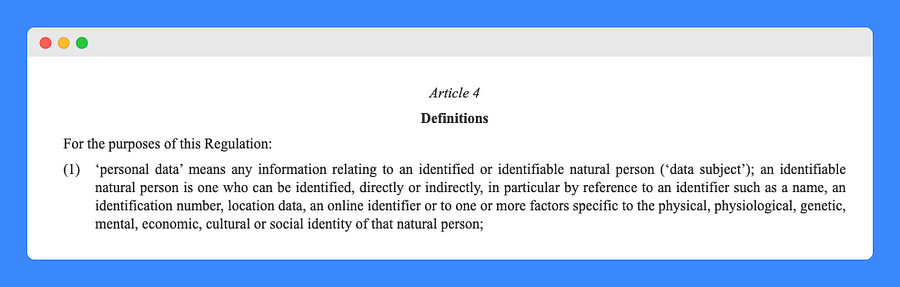 Article 4
Definitions
For the purposes of this Regulation:
(1) ‘personal data’ means any information relating to an identified or identifiable natural person (‘data subject’); an identifiable
natural person is one who can be identified, directly or indirectly, in particular by reference to an identifier such as a name, an
identification number, location data, an online identifier or to one or more factors specific to the physical, physiological, genetic,
mental, economic, cultural or social identity of that natural person;